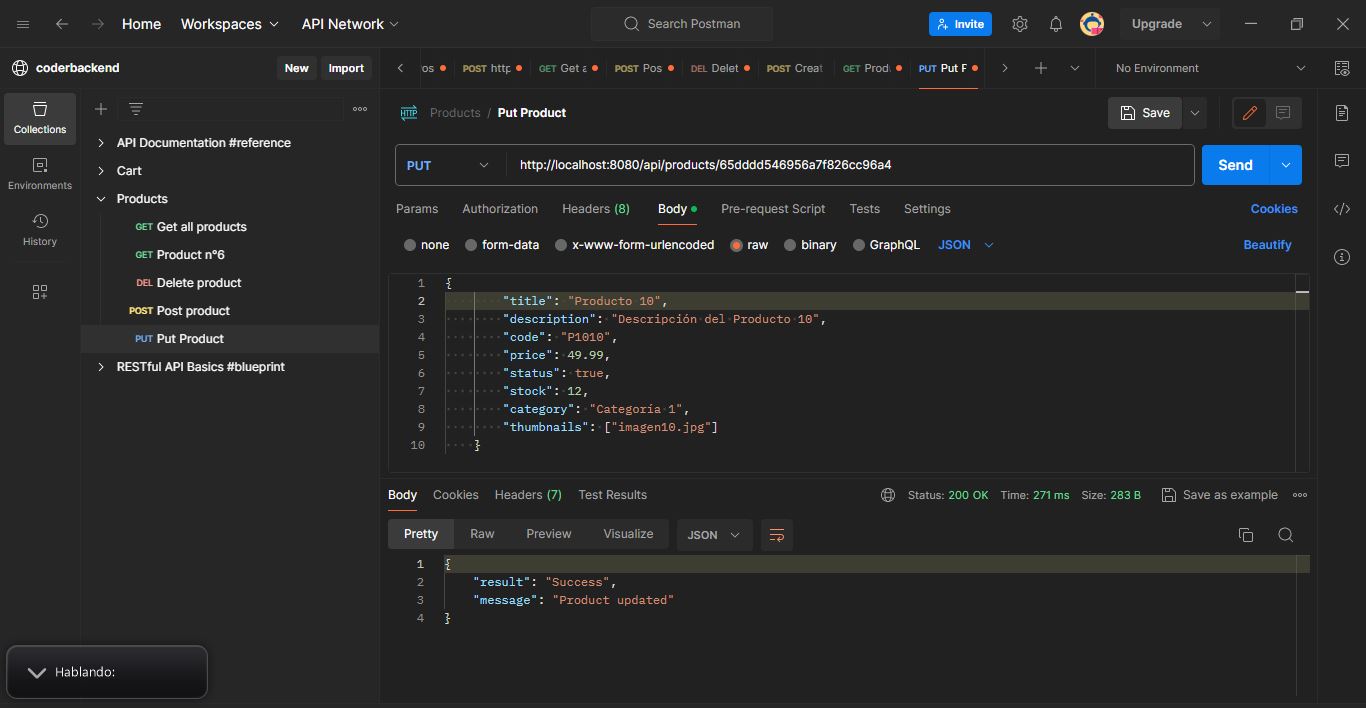 Home Workspaces API Network Search Postman Invite Upgrade
coderbackend New Import
os POST http GET Get a POST Pos DEL Delet POST Creat GET Prod PUT Put F No Environment
Collections
Environments
History
API Documentation #reference
Cart
Products
GET Get all products
GET Product n°6
DEL Delete product
POST Post product
PUT Put Product
RESTful API Basics #blueprint
HTTP Products / Put Product Save
PUT http://localhost:8080/api/products/65dddd546956a7f826cc96a4 Send
Params Authorization Headers (8) Body Pre-request Script Tests Settings Cookies
none form-data x-www-form-urlencoded raw binary GraphQL JSON Beautify
1 {
2 "title": "Producto 10",
3 "description": "Descripción del Producto 10",
4 "code": "P1010",
5 "price": 49.99,
6 "status": true,
7 "stock": 12,
8 "category": "Categoría 1",
9 "thumbnails": ["imagen10.jpg"]
10 }
Body Cookies Headers (7) Test Results Status: 200 OK Time: 271 ms Size: 283 B Save as example
Pretty Raw Preview Visualize JSON
1 {
2 "result": "Success",
3 "message": "Product updated"
4 }
Hablando: